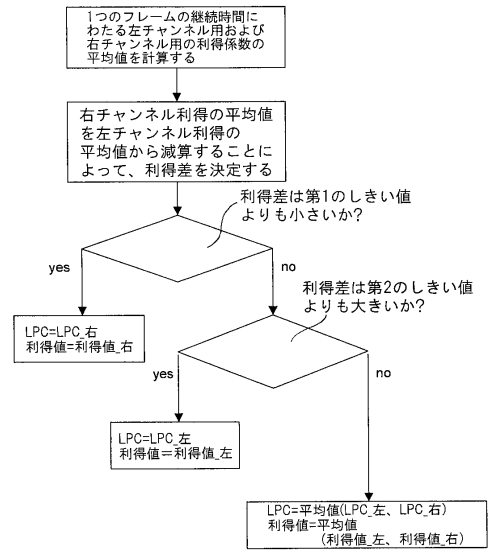 1つのフレームの継続時間に
わたる左チャンネル用および
右チャンネル用の利得係数の
平均値を計算する
右チャンネル利得の平均値
を左チャンネル利得の
平均値から減算することに
よって、利得差を決定する
利得差は第1のしきい値
よりも小さいか?
yes
no
利得差は第2のしきい値
よりも大きいか?
LPC=LPC_右
利得値=利得値_右
yes
no
LPC=LPC_左
利得値=利得値_左
LPC=平均値(LPC_左、LPC_右)
利得値=平均値
(利得値_左、利得値_右)